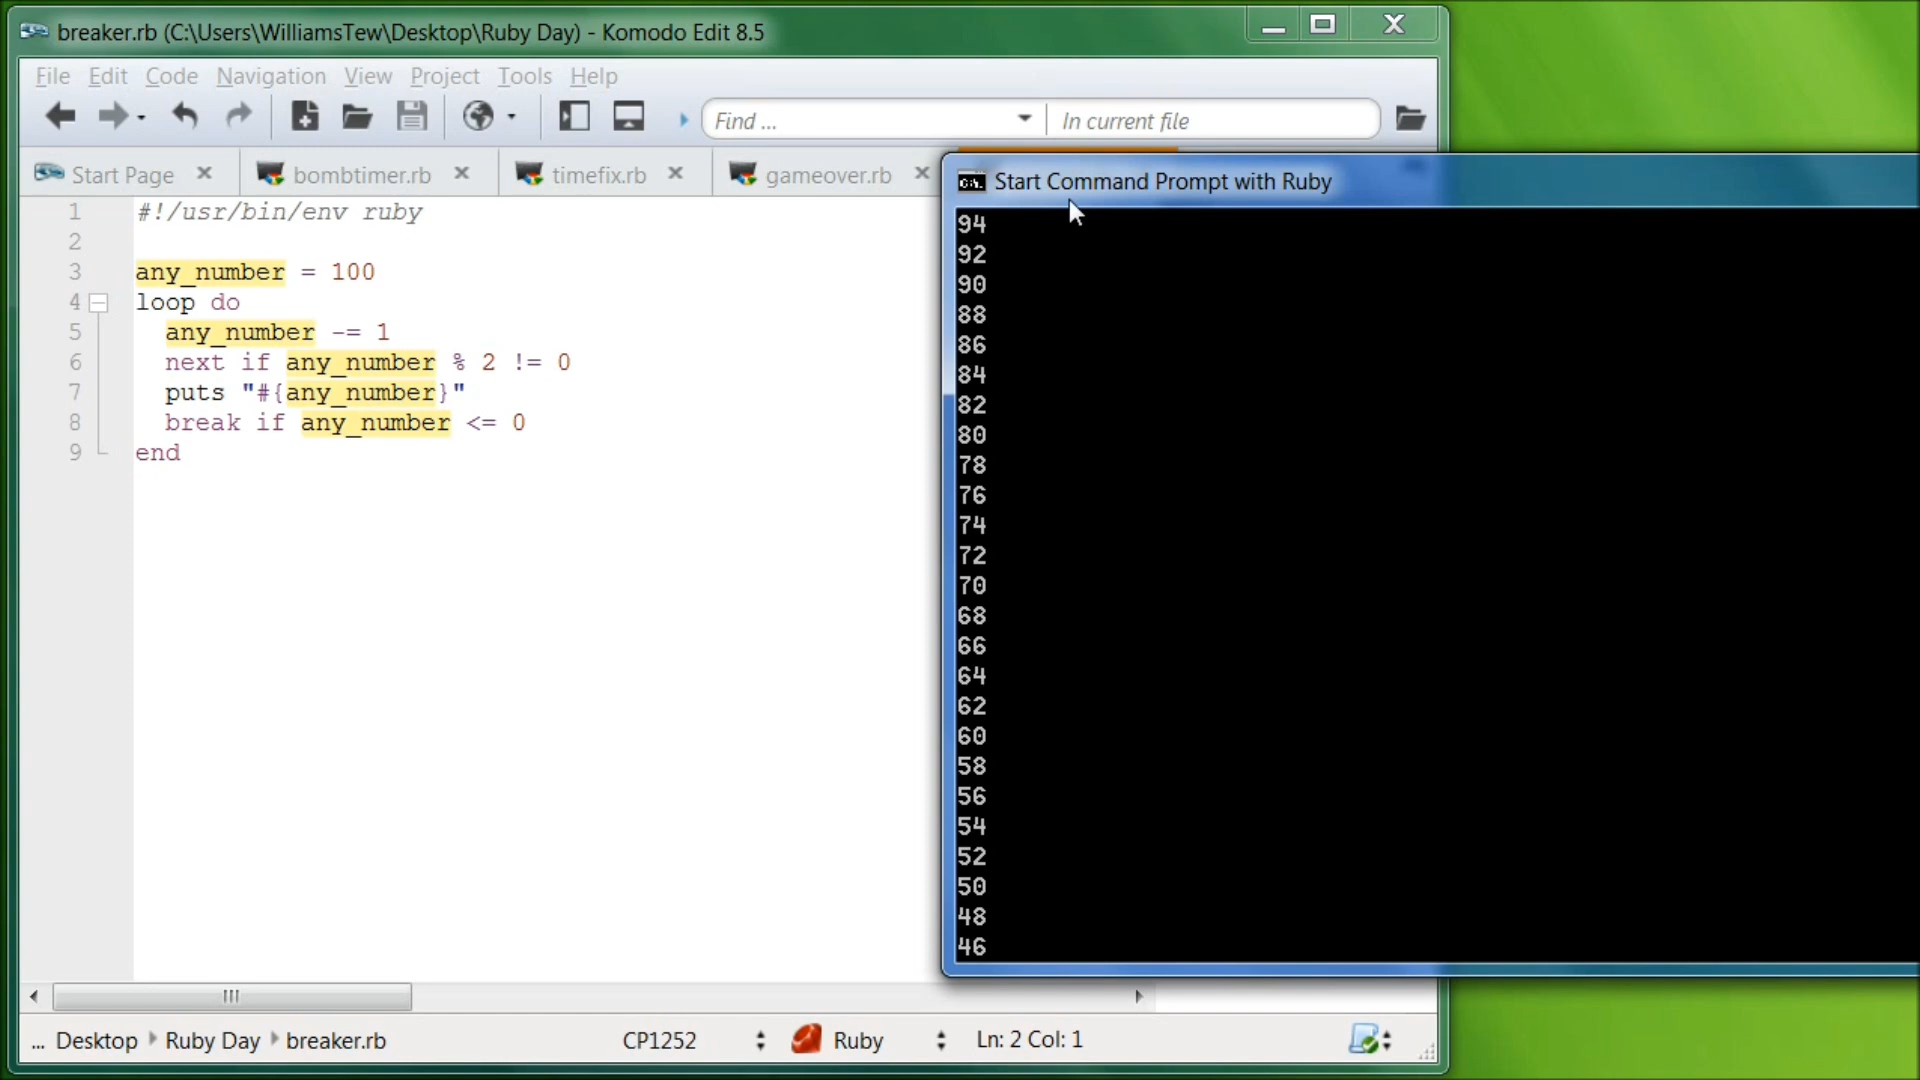 breaker.rb (C:\Users\WilliamsTew\Desktop\Ruby Day) - Komodo Edit 8.5
File Edit Code Navigation View Project Tools Help
Find ... In current file
Start Page bombtimer.rb timefix.rb gameover.rb
1 #!/usr/bin/env ruby
2
3 any_number = 100
4 loop do
5 any_number -= 1
6 next if any_number % 2 != 0
7 puts "#{any_number}"
8 break if any_number <= 0
9 end
... Desktop Ruby Day breaker.rb CP1252 Ruby Ln: 2 Col: 1
C:\. Start Command Prompt with Ruby
94
92
90
88
86
84
82
80
78
76
74
72
70
68
66
64
62
60
58
56
54
52
50
48
46